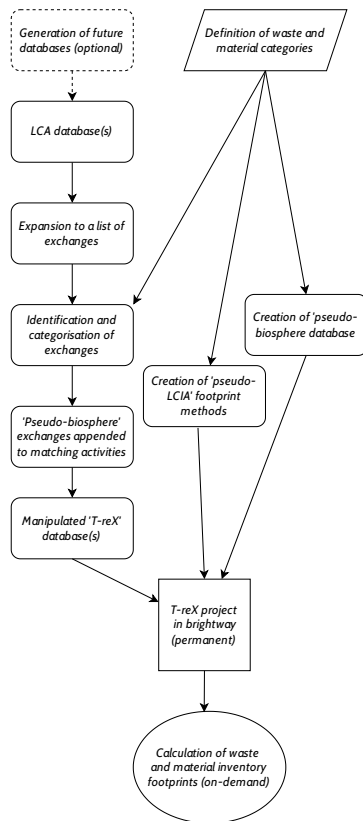 Generation of future
databases (optional)
Definition of waste and
material categories
LCA database(s)
Expansion to a list of
exchanges
Identification and
categorisation of
exchanges
Creation of 'pseudo-
biosphere database
Creation of 'pseudo-
LCIA' footprint
methods
'Pseudo-biosphere'
exchanges appended
to matching activities
Manipulated 'T-reX'
database(s)
T-reX project
in brightway
(permanent)
Calculation of waste
and material inventory
footprints (on-demand)